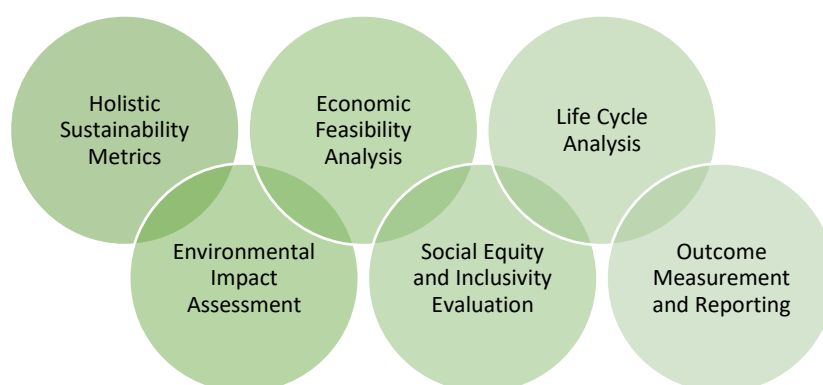 Holistic
Sustainability
Metrics
Environmental
Impact
Assessment
Economic
Feasibility
Analysis
Social Equity
and Inclusivity
Evaluation
Life Cycle
Analysis
Outcome
Measurement
and Reporting